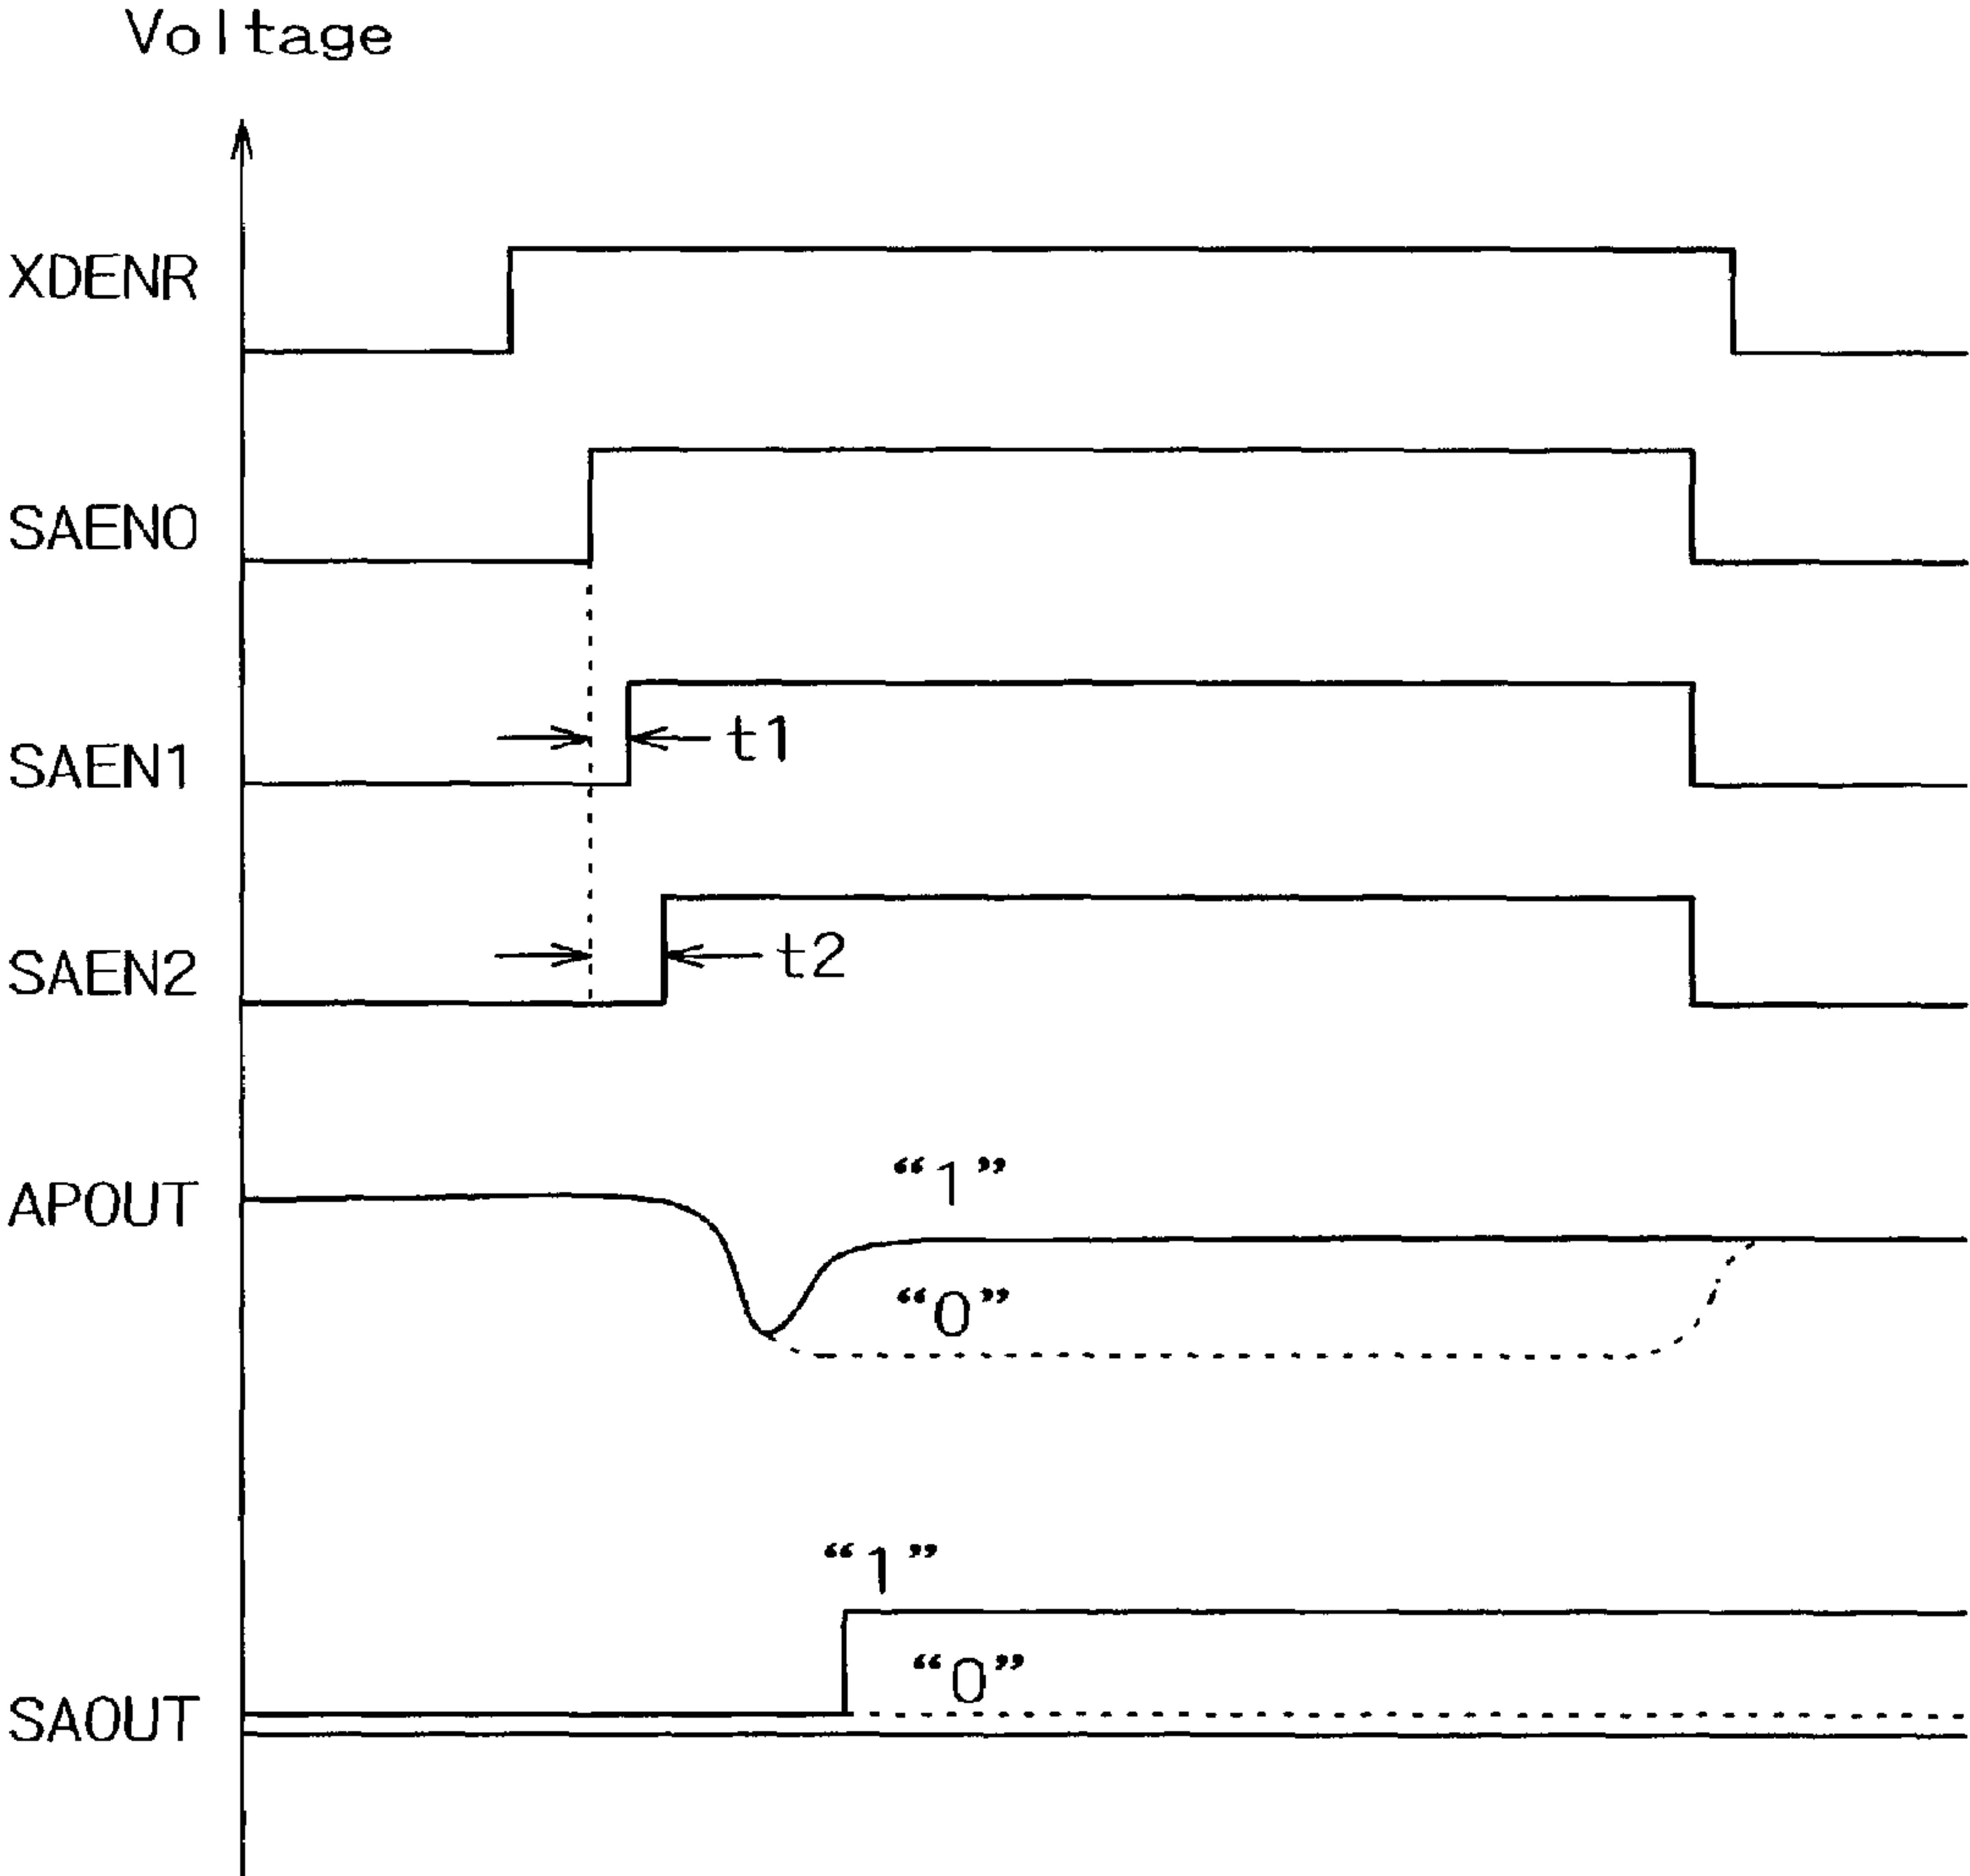 Voltage
XDENR
SAEN0
SAEN1
t1
SAEN2
t2
APOUT
“1”
“0”
SAOUT
“1”
“0”